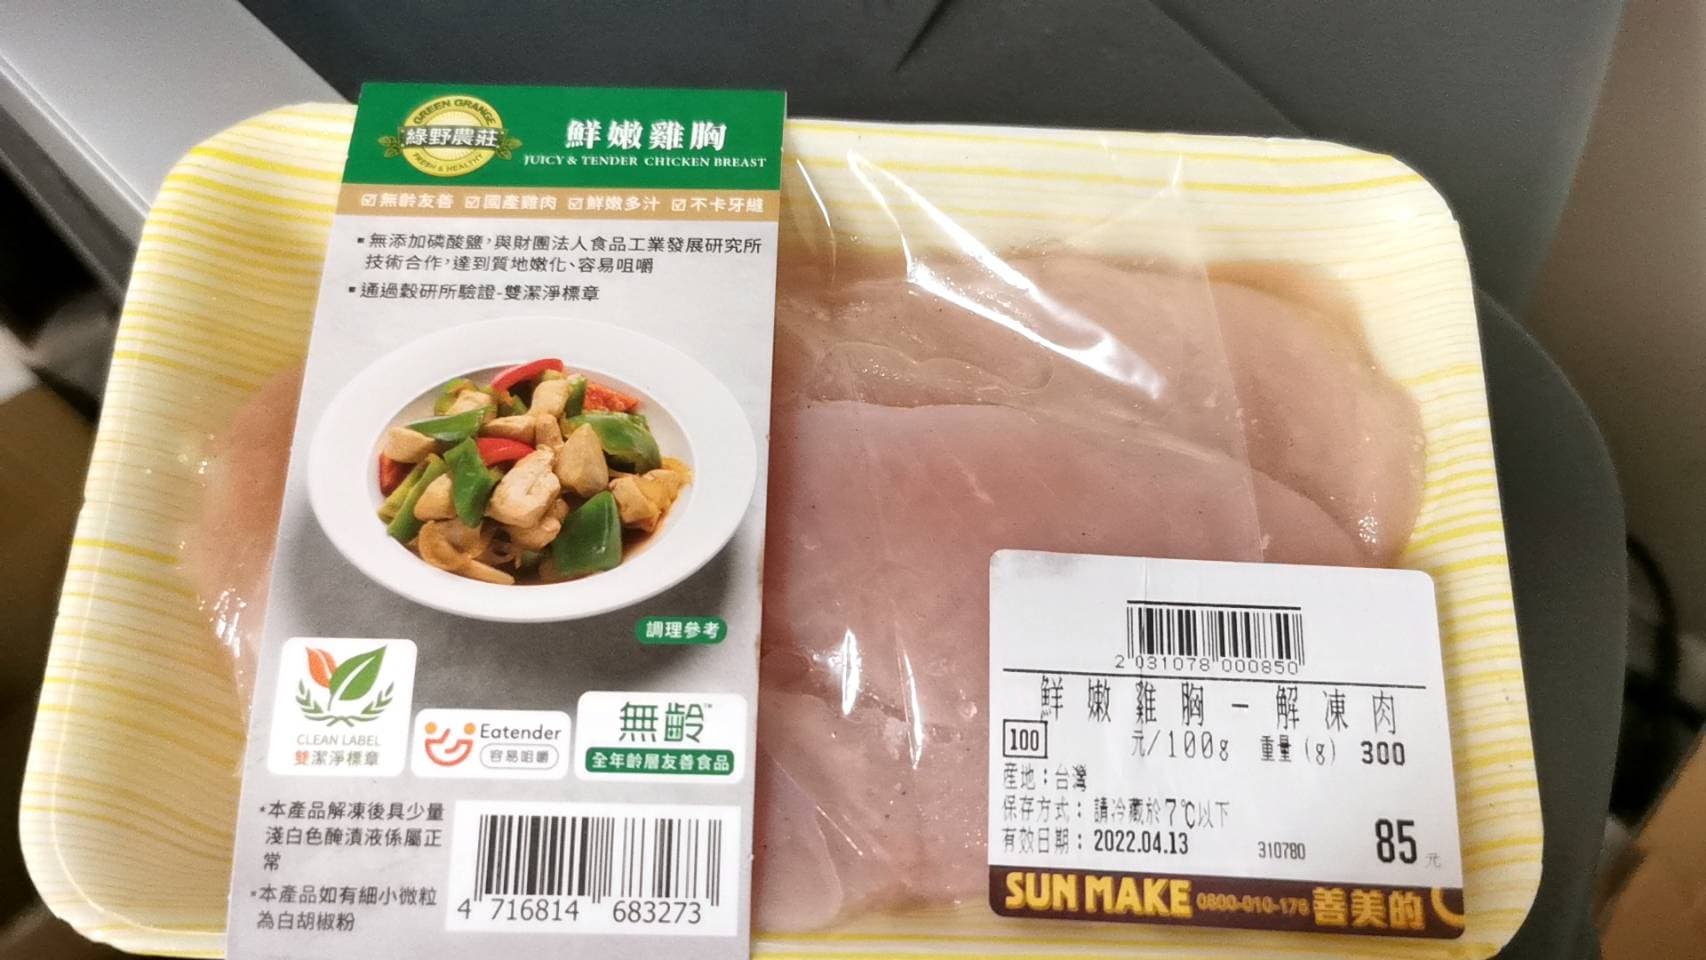 GREEN GRANGE
綠野農莊
FRESH & HEALTHY
鮮嫩雞胸
JUICY & TENDER CHICKEN BREAST
☑無齡友善 ☑國產雞肉 ☑鮮嫩多汁 ☑不卡牙縫
▪無添加磷酸鹽,與財團法人食品工業發展研究所
技術合作,達到質地嫩化、容易咀嚼
▪通過穀研所驗證-雙潔淨標章
調理參考
CLEAN LABEL
雙潔淨標章
Eatender
容易咀嚼
無齡™
全年齡層友善食品
*本產品解凍後具少量
淺白色醃漬液係屬正
常
*本產品如有細小微粒
為白胡椒粉
4 716814 683273
2 031078 000850
鮮嫩雞胸-解凍肉
100 元/100g 重量(g) 300
產地:台灣
保存方式:請冷藏於7℃以下
有效日期:2022.04.13 310780 85元
SUN MAKE 0800-010-178 善美的